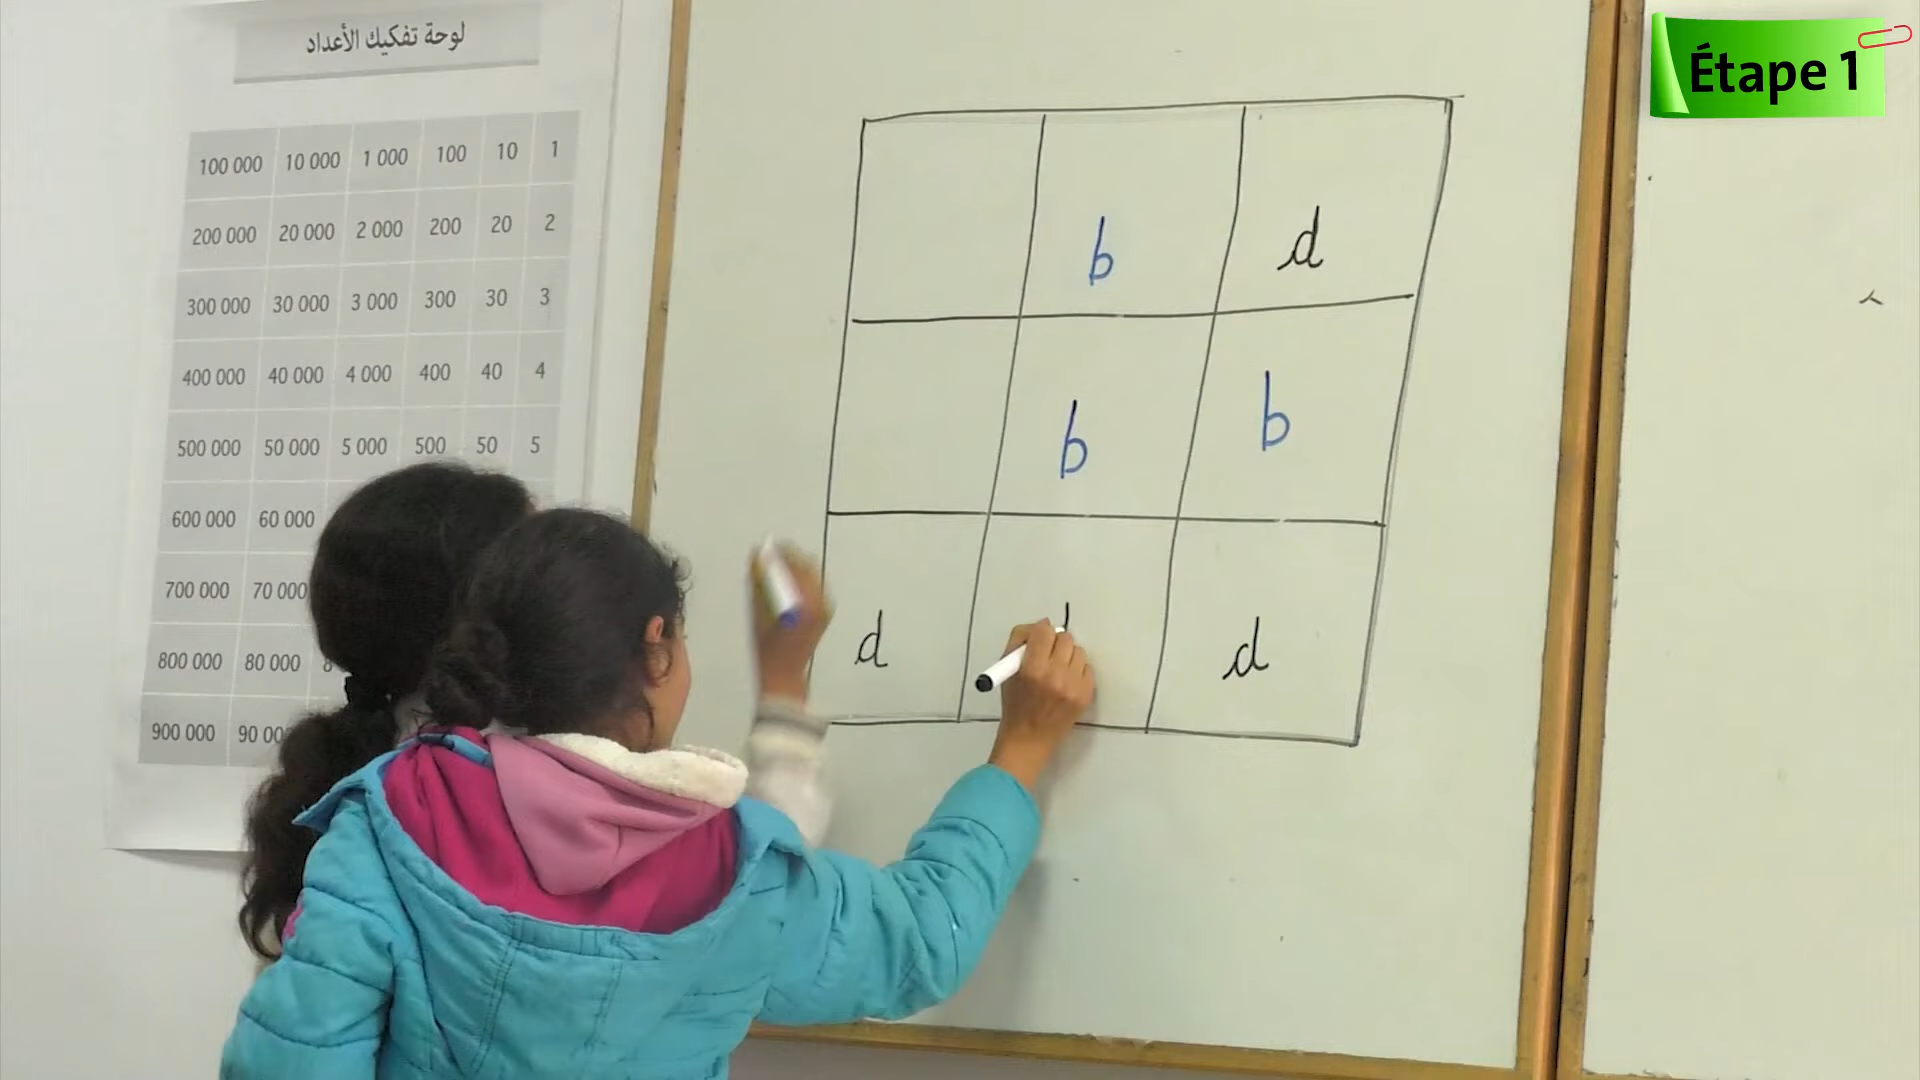 لوحة تفكيك الأعداد
Étape 1
100 000 10 000 1 000 100 10 1
200 000 20 000 2 000 200 20 2
300 000 30 000 3 000 300 30 3
400 000 40 000 4 000 400 40 4
500 000 50 000 5 000 500 50 5
600 000 60 000
700 000 70 000
800 000 80 000 8
900 000
b d
b b
d d